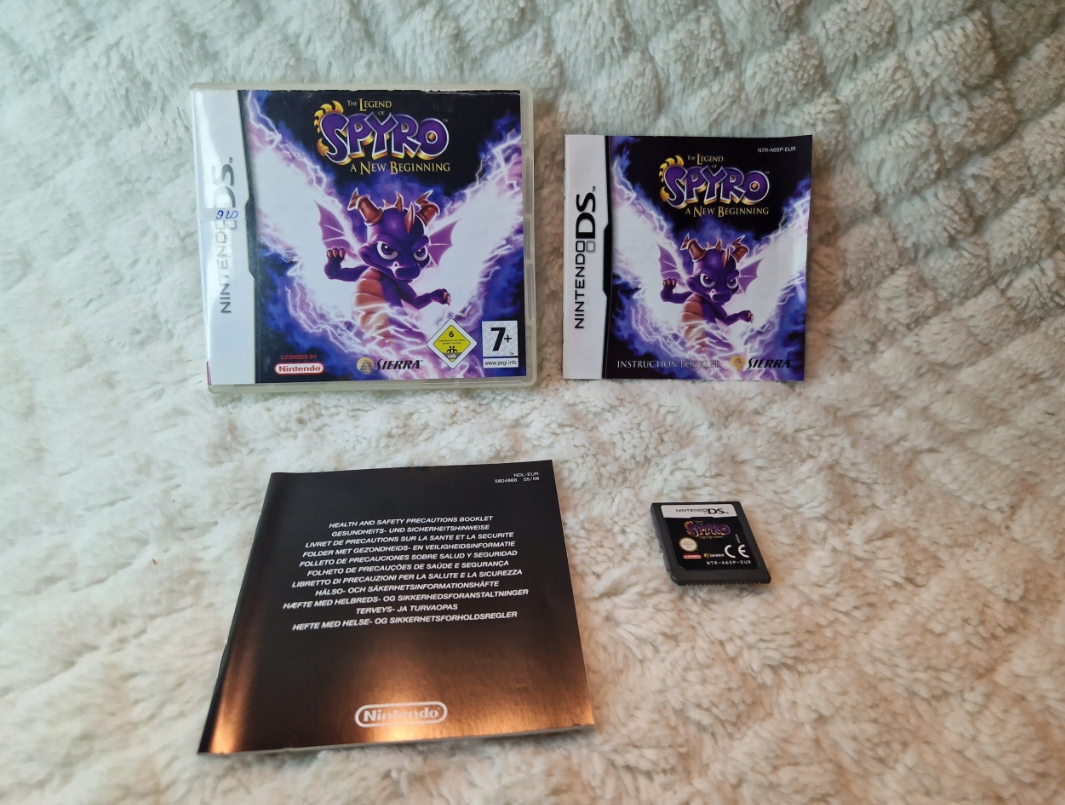 THE LEGEND
OF
SPYRO
A NEW BEGINNING
NINTENDO DS
TM
920
LICENSED BY
Nintendo
SIERRA
6
7+
www.pegi.info
NTR-A6SP-EUR
THE LEGEND
OF
SPYRO
A NEW BEGINNING
NINTENDO DS
TM
INSTRUCTION BOOKLET
SIERRA
NDL-EUR
HEALTH AND SAFETY PRECAUTIONS BOOKLET
GESUNDHEITS- UND SICHERHEITSHINWEISE
LIVRET DE PRECAUTIONS SUR LA SANTE ET LA SECURITE
FOLDER MET GEZONDHEIDS- EN VEILIGHEIDSINFORMATIE
FOLLETO DE PRECAUCIONES SOBRE SALUD Y SEGURIDAD
FOLHETO DE PRECAUÇÕES DE SAÚDE E SEGURANÇA
LIBRETTO DI PRECAUZIONI PER LA SALUTE E LA SICUREZZA
HÄLSO- OCH SÄKERHETSINFORMATIONSHÄFTE
HÆFTE MED HELBREDS- OG SIKKERHEDSFORANSTALTNINGER
TERVEYS- JA TURVAOPAS
HEFTE MED HELSE- OG SIKKERHETSFORHOLDSREGLER
Nintendo
NINTENDO DS
SPYRO
CE
NTR-A6SP-EUR